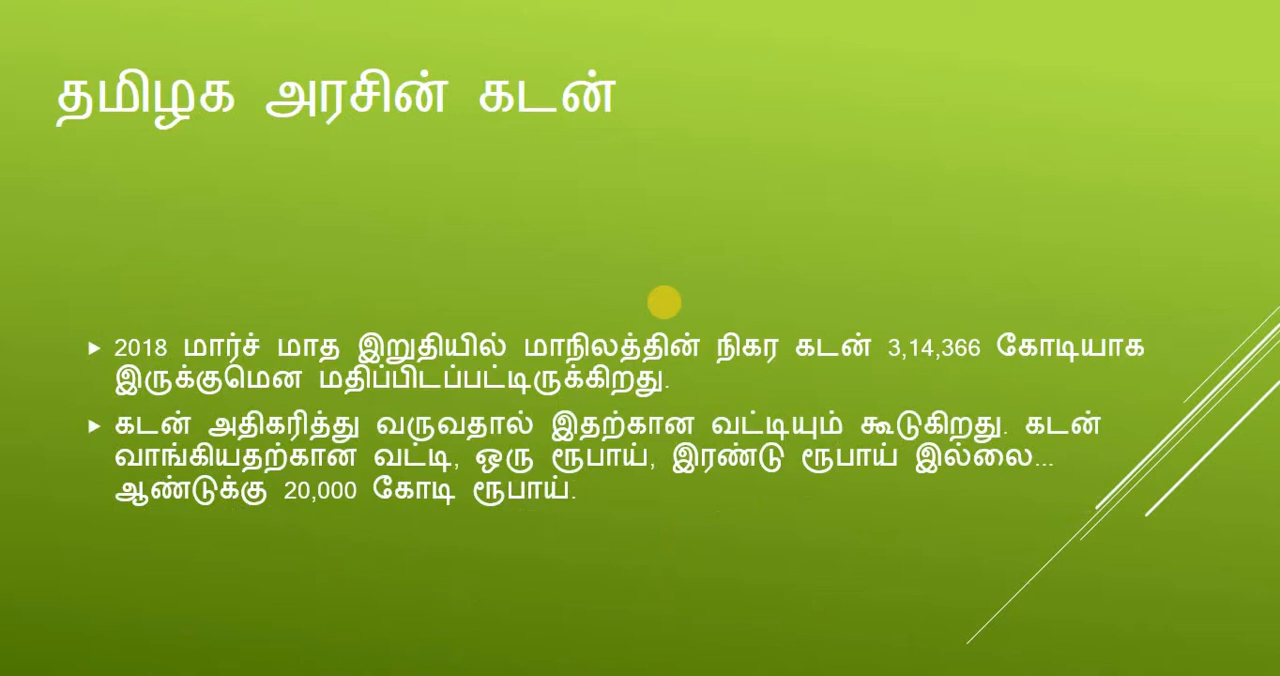 தமிழக அரசின் கடன்
2018 மார்ச் மாத இறுதியில் மாநிலத்தின் நிகர கடன் 3,14,366 கோடியாக
இருக்குமென மதிப்பிடப்பட்டிருக்கிறது.
கடன் அதிகரித்து வருவதால் இதற்கான வட்டியும் கூடுகிறது. கடன்
வாங்கியதற்கான வட்டி, ஒரு ரூபாய், இரண்டு ரூபாய் இல்லை...
ஆண்டுக்கு 20,000 கோடி ரூபாய்.